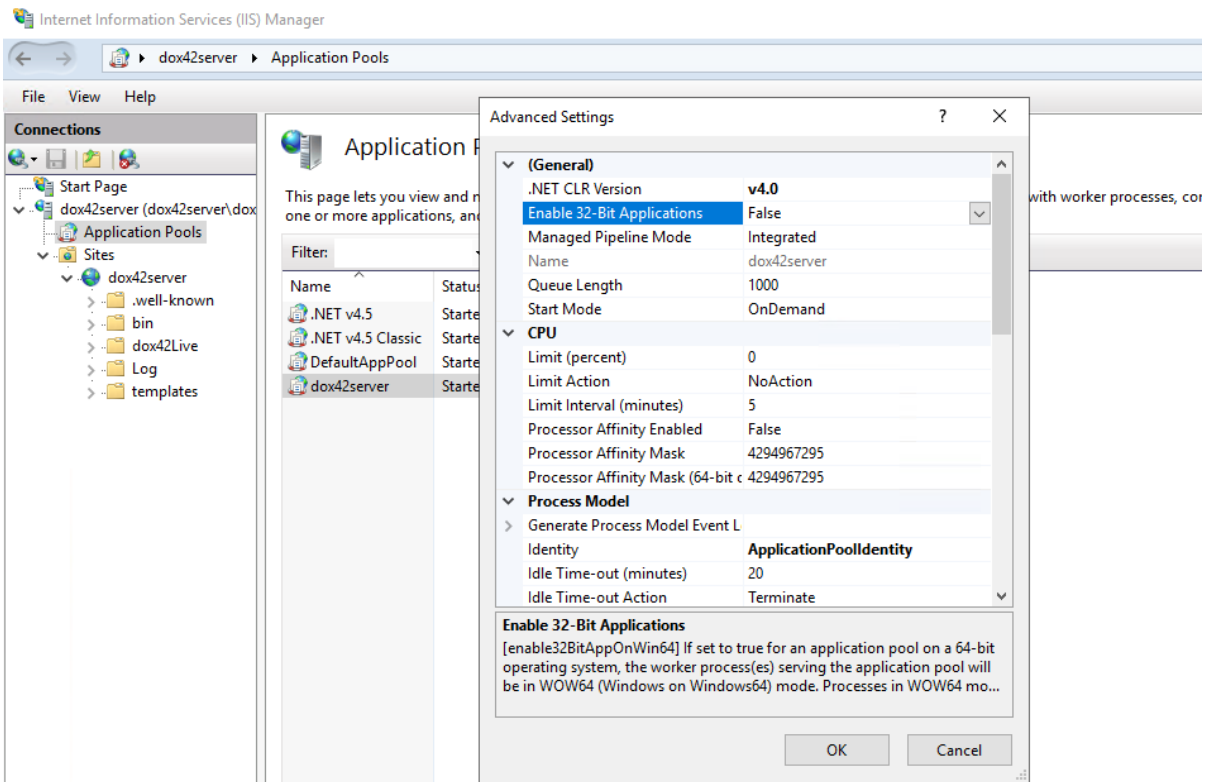 Internet Information Services (IIS) Manager
dox42server Application Pools
File View Help
Connections
Start Page
dox42server (dox42server\dox
Application Pools
Sites
dox42server
.well-known
bin
dox42Live
Log
templates
Application P
This page lets you view and m
one or more applications, and
with worker processes, cor
Filter:
Name Status
.NET v4.5 Starte
.NET v4.5 Classic Starte
DefaultAppPool Starte
dox42server Starte
Advanced Settings ?
(General)
.NET CLR Version v4.0
Enable 32-Bit Applications False
Managed Pipeline Mode Integrated
Name dox42server
Queue Length 1000
Start Mode OnDemand
CPU
Limit (percent) 0
Limit Action NoAction
Limit Interval (minutes) 5
Processor Affinity Enabled False
Processor Affinity Mask 4294967295
Processor Affinity Mask (64-bit o 4294967295
Process Model
Generate Process Model Event L
Identity ApplicationPoolIdentity
Idle Time-out (minutes) 20
Idle Time-out Action Terminate
Enable 32-Bit Applications
[enable32BitAppOnWin64] If set to true for an application pool on a 64-bit
operating system, the worker process(es) serving the application pool will
be in WOW64 (Windows on Windows64) mode. Processes in WOW64 mo...
OK Cancel